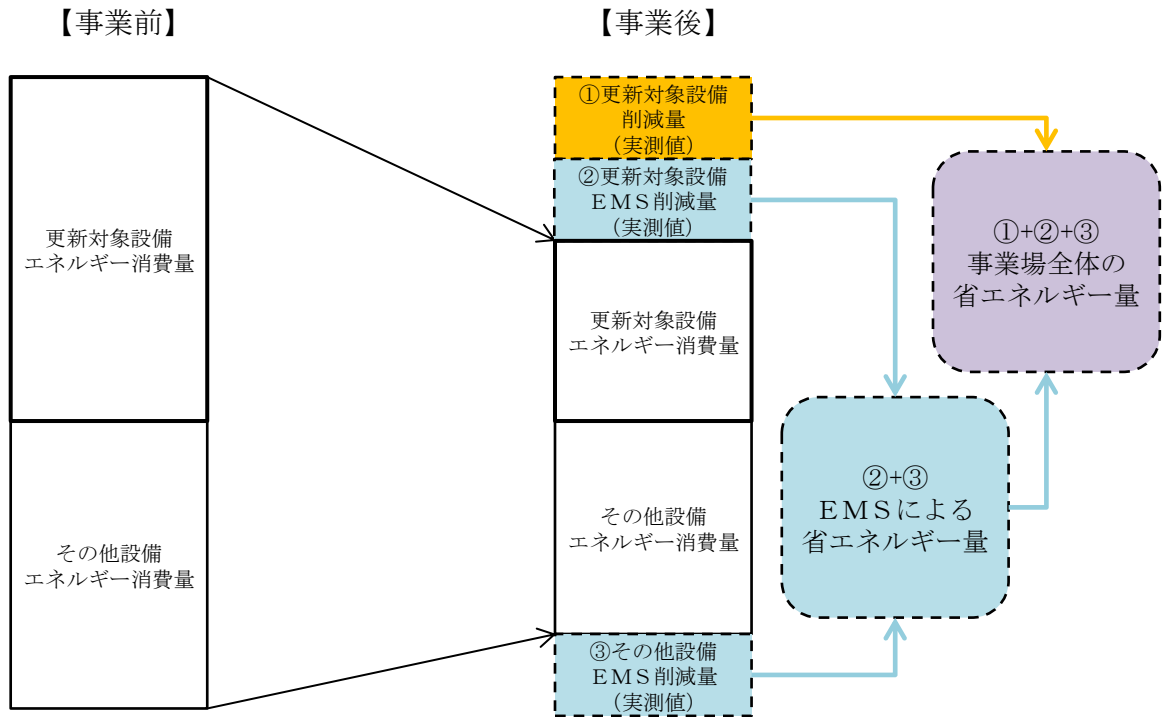 【事業前】
【事業後】
更新対象設備
エネルギー消費量
その他設備
エネルギー消費量
①更新対象設備
削減量
（実測値）
②更新対象設備
ＥＭＳ削減量
（実測値）
更新対象設備
エネルギー消費量
その他設備
エネルギー消費量
③その他設備
ＥＭＳ削減量
（実測値）
②+③
ＥＭＳによる
省エネルギー量
①+②+③
事業場全体の
省エネルギー量